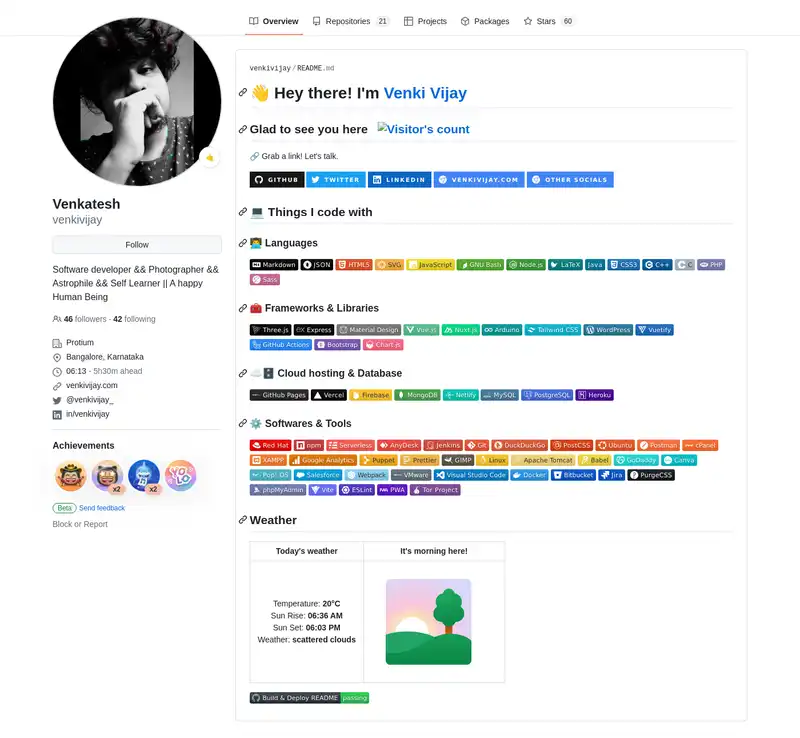 Overview Repositories 21 Projects Packages Stars 60
Venkatesh
venkivijay
Follow
Software developer && Photographer &&
Astrophile && Self Learner || A happy
Human Being
46 followers · 42 following
Protium
Bangalore, Karnataka
06:13 - 5h30m ahead
venkivijay.com
@venkivijay_
in/venkivijay
Achievements
x2 x2 YOLO
Beta Send feedback
Block or Report
venkivijay/README.md
👋 Hey there! I'm Venki Vijay
Glad to see you here Visitor's count
🔗 Grab a link! Let's talk.
GITHUB TWITTER LINKEDIN VENKIVIJAY.COM OTHER SOCIALS
💻 Things I code with
👨‍💻 Languages
Markdown JSON HTML5 SVG JavaScript GNU Bash Node.js LaTeX Java CSS3 C++ C PHP
Sass
🧰 Frameworks & Libraries
Three.js Express Material Design Vue.js Nuxt.js Arduino Tailwind CSS WordPress Vuetify
GitHub Actions Bootstrap Chart.js
☁️🗄️ Cloud hosting & Database
GitHub Pages Vercel Firebase MongoDB Netlify MySQL PostgreSQL Heroku
⚙️ Softwares & Tools
Red Hat npm Serverless AnyDesk Jenkins Git DuckDuckGo PostCSS Ubuntu Postman cPanel
XAMPP Google Analytics Puppet Prettier GIMP Linux Apache Tomcat Babel GoDaddy Canva
Pop!_OS Salesforce Webpack VMware Visual Studio Code Docker Bitbucket Jira PurgeCSS
phpMyAdmin Vite ESLint PWA PWA Tor Project
Weather
Today's weather It's morning here!
Temperature: 20°C
Sun Rise: 06:36 AM
Sun Set: 06:03 PM
Weather: scattered clouds
Build & Deploy README passing